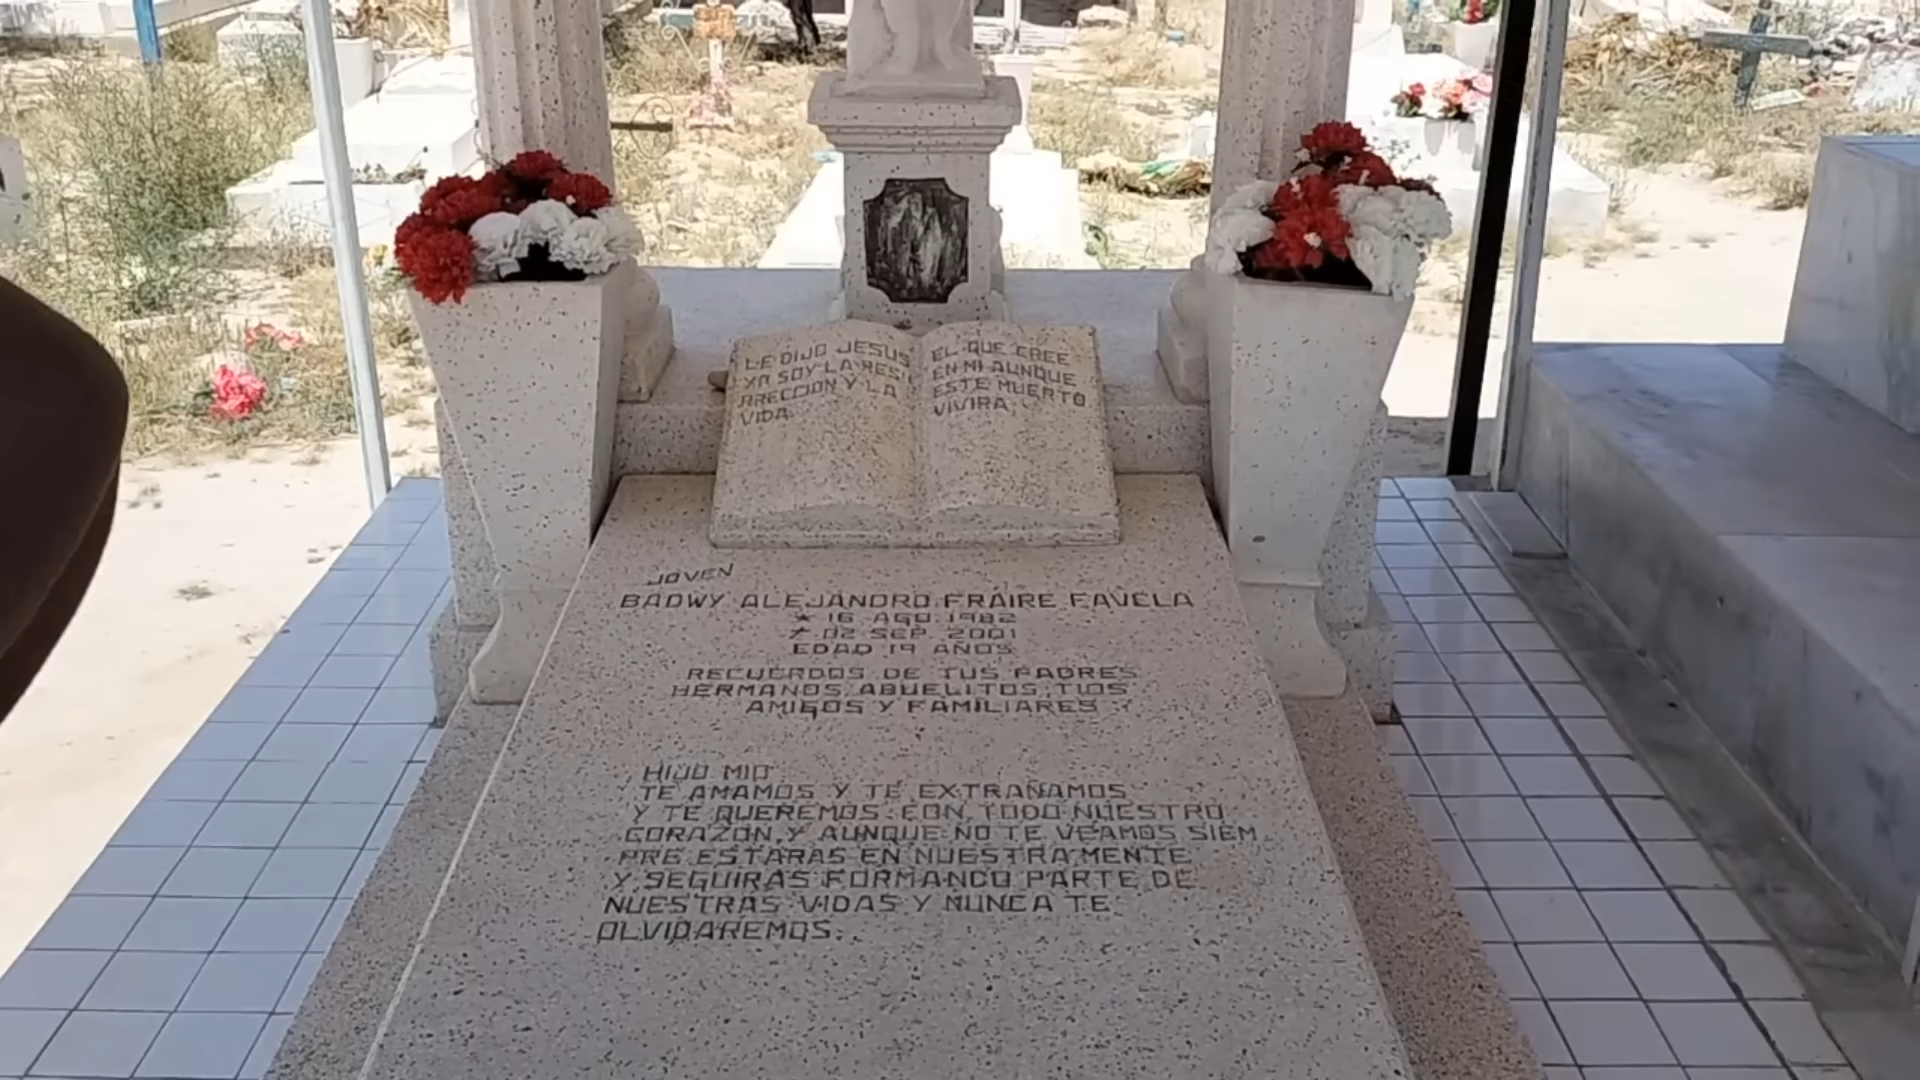 LE DIJO JESUS
YO SOY LA RESU
RRECCION Y LA
VIDA
EL QUE CREE
EN MI AUNQUE
ESTE MUERTO
VIVIRA
JOVEN
BADWY ALEJANDRO FRAIRE FAVELA
* 16 AGO 1982
02 SEP 2001
EDAD 19 AÑOS
RECUERDOS DE TUS PADRES
HERMANOS, ABUELITOS, TIOS
AMIGOS Y FAMILIARES
HIJO MIO
TE AMAMOS Y TE EXTRAÑAMOS
Y TE QUEREMOS CON TODO NUESTRO
CORAZON, Y AUNQUE NO TE VEAMOS SIEM
PRE ESTARAS EN NUESTRA MENTE
Y SEGUIRAS FORMANDO PARTE DE
NUESTRAS VIDAS Y NUNCA TE
OLVIDAREMOS.